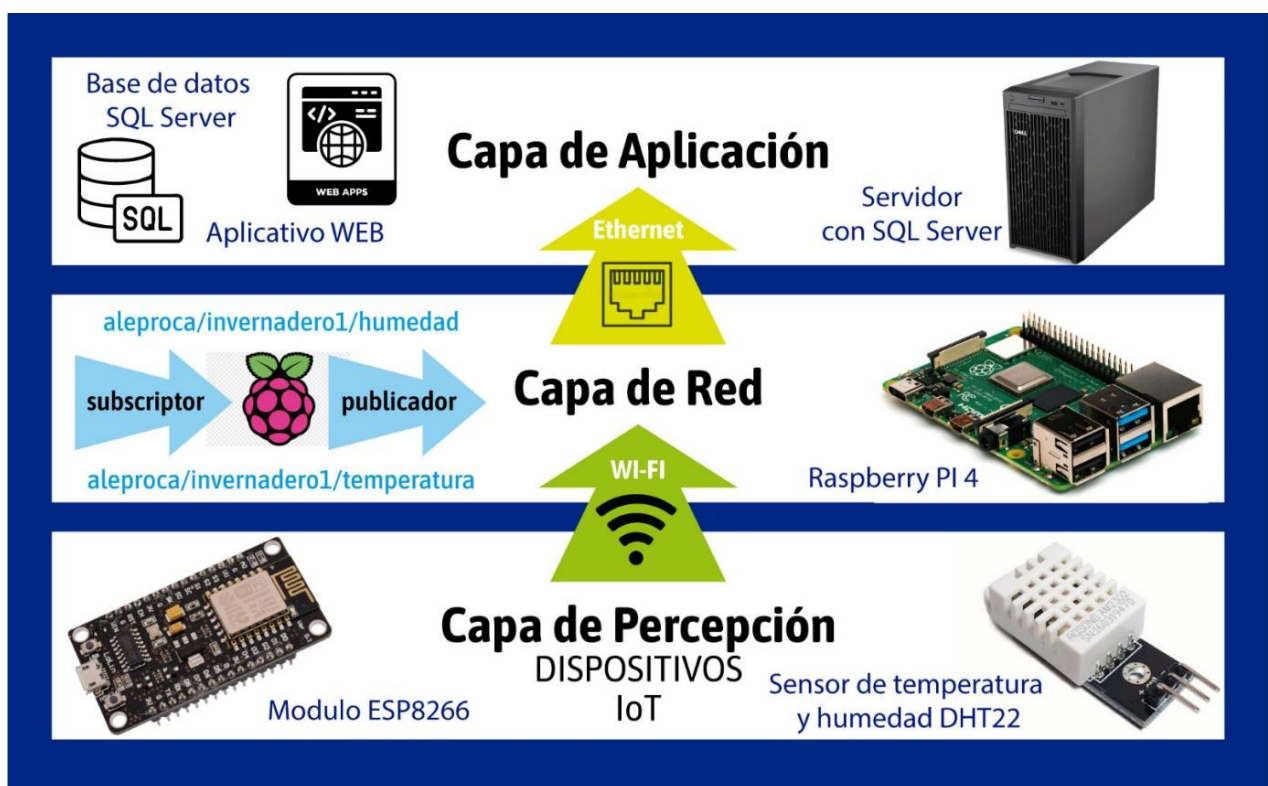 Base de datos
SQL Server
</>
WEB APPS
SQL
Aplicativo WEB
Capa de Aplicación
DELL
Servidor
con SQL Server
Ethernet
aleproca/invernadero1/humedad
subscriptor
publicador
aleproca/invernadero1/temperatura
Capa de Red
Raspberry PI 4
WI-FI
Capa de Percepción
DISPOSITIVOS
IoT
Modulo ESP8266
Sensor de temperatura
y humedad DHT22